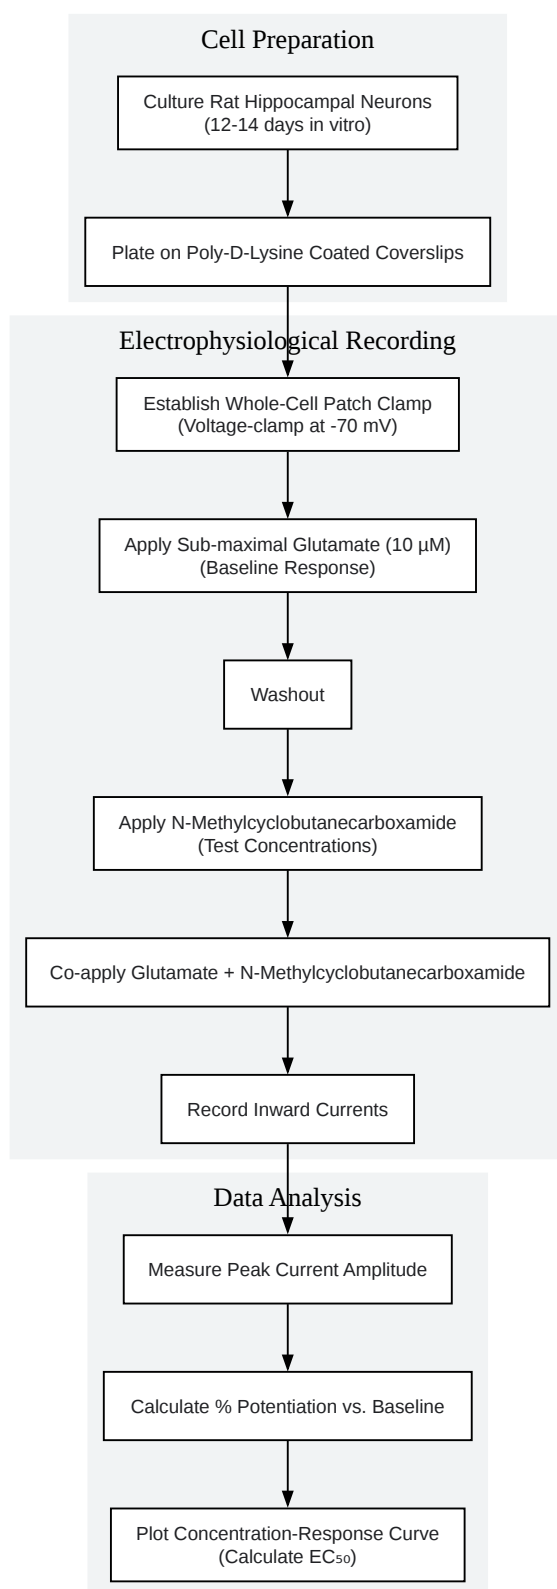 Cell Preparation
Culture Rat Hippocampal Neurons
(12-14 days in vitro)
Plate on Poly-D-Lysine Coated Coverslips
Electrophysiological Recording
Establish Whole-Cell Patch Clamp
(Voltage-clamp at -70 mV)
Apply Sub-maximal Glutamate (10 µM)
(Baseline Response)
Washout
Apply N-Methylcyclobutanecarboxamide
(Test Concentrations)
Co-apply Glutamate + N-Methylcyclobutanecarboxamide
Record Inward Currents
Data Analysis
Measure Peak Current Amplitude
Calculate % Potentiation vs. Baseline
Plot Concentration-Response Curve
(Calculate EC₅₀)